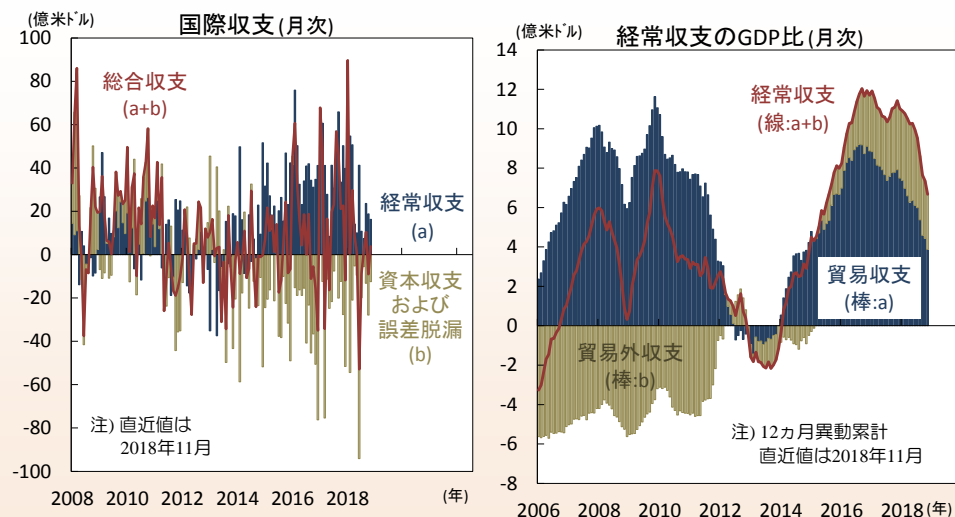 国際収支(月次)
(億米ドル)
100
80
60
40
20
0
-20
-40
-60
-80
-100
総合収支
(a+b)
経常収支
(a)
資本収支
および
誤差脱漏
(b)
注) 直近値は
2018年11月
2008 2010 2012 2014 2016 2018 (年)
経常収支のGDP比(月次)
(億米ドル)
14
12
10
8
6
4
2
0
-2
-4
-6
-8
経常収支
(線:a+b)
貿易収支
(棒:a)
貿易外収支
(棒:b)
注) 12ヵ月異動累計
直近値は2018年11月
2006 2008 2010 2012 2014 2016 2018 (年)